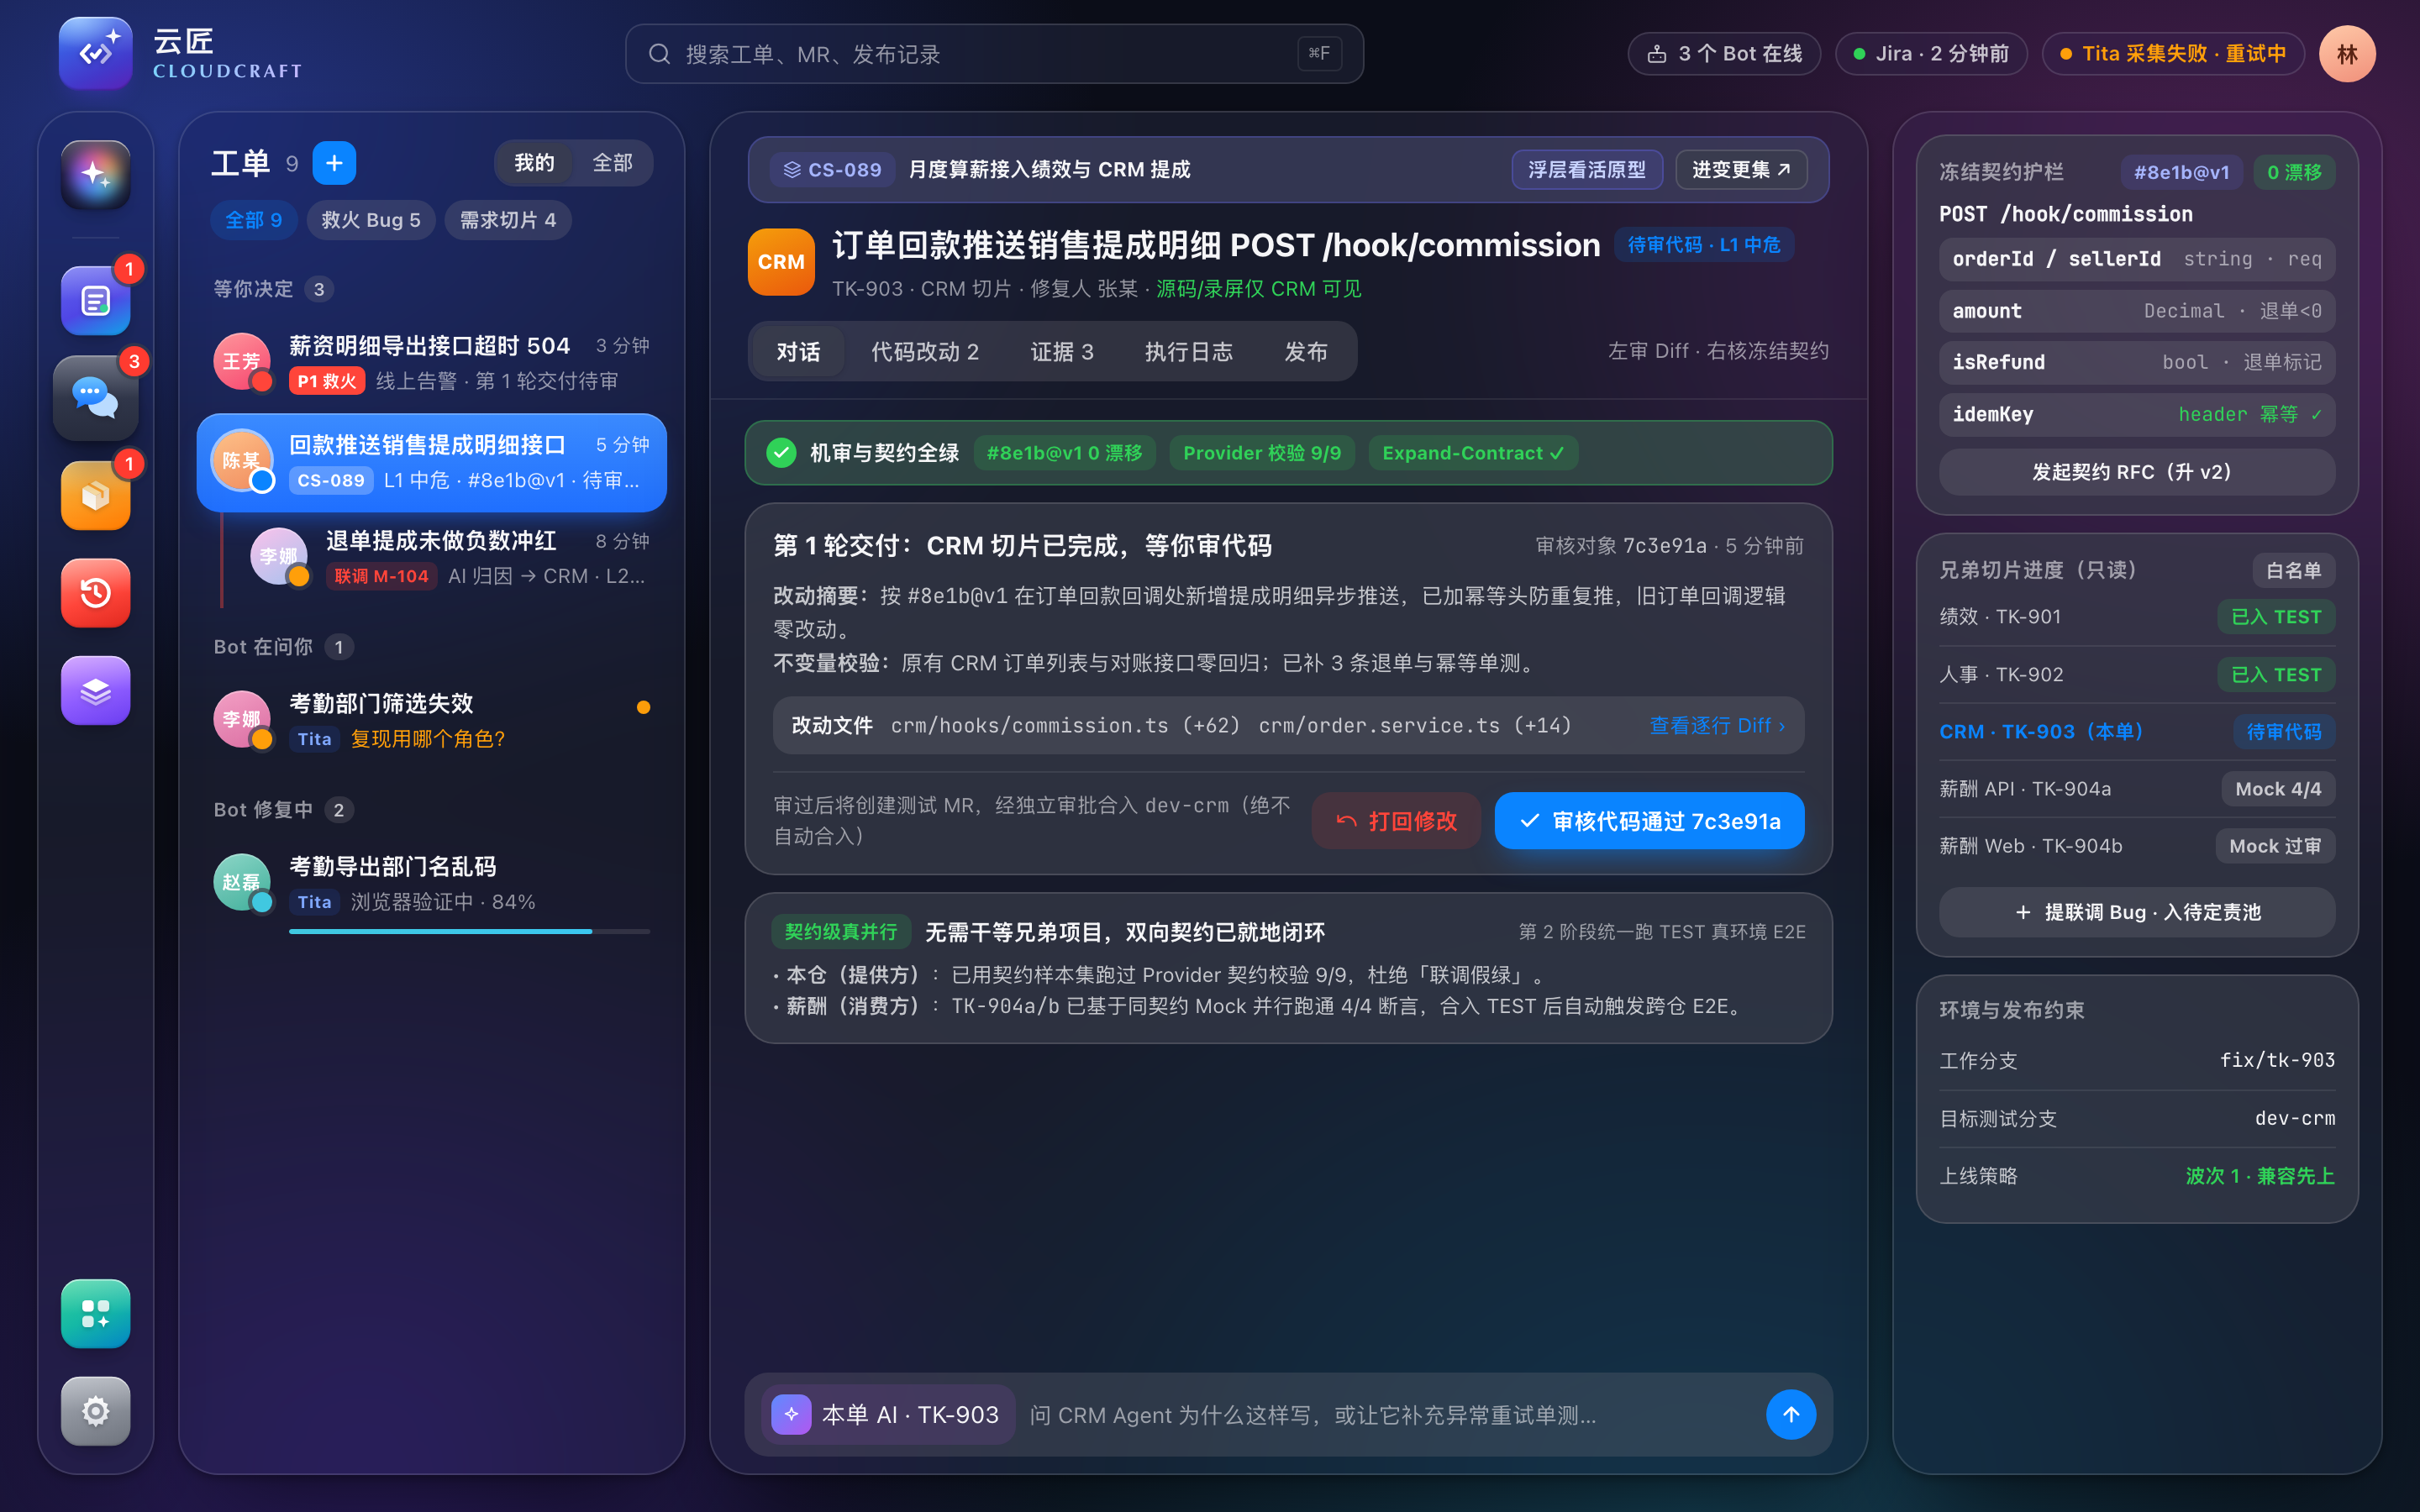 云匠
CLOUDCRAFT
搜索工单、MR、发布记录
⌘F
3 个 Bot 在线
Jira · 2 分钟前
Tita 采集失败 · 重试中
林
1
3
1
工单 9
我的
全部
全部 9
救火 Bug 5
需求切片 4
等你决定 3
王芳
薪资明细导出接口超时 504
3 分钟
P1 救火
线上告警 · 第 1 轮交付待审
陈某
回款推送销售提成明细接口
5 分钟
CS-089
L1 中危 · #8e1b@v1 · 待审...
李娜
退单提成未做负数冲红
8 分钟
联调 M-104
AI 归因 → CRM · L2...
Bot 在问你 1
李娜
考勤部门筛选失效
Tita
复现用哪个角色?
Bot 修复中 2
赵磊
考勤导出部门名乱码
Tita
浏览器验证中 · 84%
CS-089
月度算薪接入绩效与 CRM 提成
浮层看活原型
进变更集 ↗
CRM
订单回款推送销售提成明细 POST /hook/commission
待审代码 · L1 中危
TK-903 · CRM 切片 · 修复人 张某 · 源码/录屏仅 CRM 可见
对话
代码改动 2
证据 3
执行日志
发布
左审 Diff · 右核冻结契约
机审与契约全绿
#8e1b@v1 0 漂移
Provider 校验 9/9
Expand-Contract ✓
第 1 轮交付：CRM 切片已完成，等你审代码
审核对象 7c3e91a · 5 分钟前
改动摘要：按 #8e1b@v1 在订单回款回调处新增提成明细异步推送，已加幂等头防重复推，旧订单回调逻辑
零改动。
不变量校验：原有 CRM 订单列表与对账接口零回归；已补 3 条退单与幂等单测。
改动文件
crm/hooks/commission.ts (+62)
crm/order.service.ts (+14)
查看逐行 Diff ›
审过后将创建测试 MR，经独立审批合入 dev-crm（绝不
自动合入）
打回修改
审核代码通过 7c3e91a
契约级真并行
无需干等兄弟项目，双向契约已就地闭环
第 2 阶段统一跑 TEST 真环境 E2E
• 本仓（提供方）：已用契约样本集跑过 Provider 契约校验 9/9，杜绝「联调假绿」。
• 薪酬（消费方）：TK-904a/b 已基于同契约 Mock 并行跑通 4/4 断言，合入 TEST 后自动触发跨仓 E2E。
本单 AI · TK-903
问 CRM Agent 为什么这样写，或让它补充异常重试单测...
冻结契约护栏
#8e1b@v1
0 漂移
POST /hook/commission
orderId / sellerId
string · req
amount
Decimal · 退单<0
isRefund
bool · 退单标记
idemKey
header 幂等 ✓
发起契约 RFC（升 v2）
兄弟切片进度（只读）
白名单
绩效 · TK-901
已入 TEST
人事 · TK-902
已入 TEST
CRM · TK-903（本单）
待审代码
薪酬 API · TK-904a
Mock 4/4
薪酬 Web · TK-904b
Mock 过审
＋ 提联调 Bug · 入待定责池
环境与发布约束
工作分支
fix/tk-903
目标测试分支
dev-crm
上线策略
波次 1 · 兼容先上